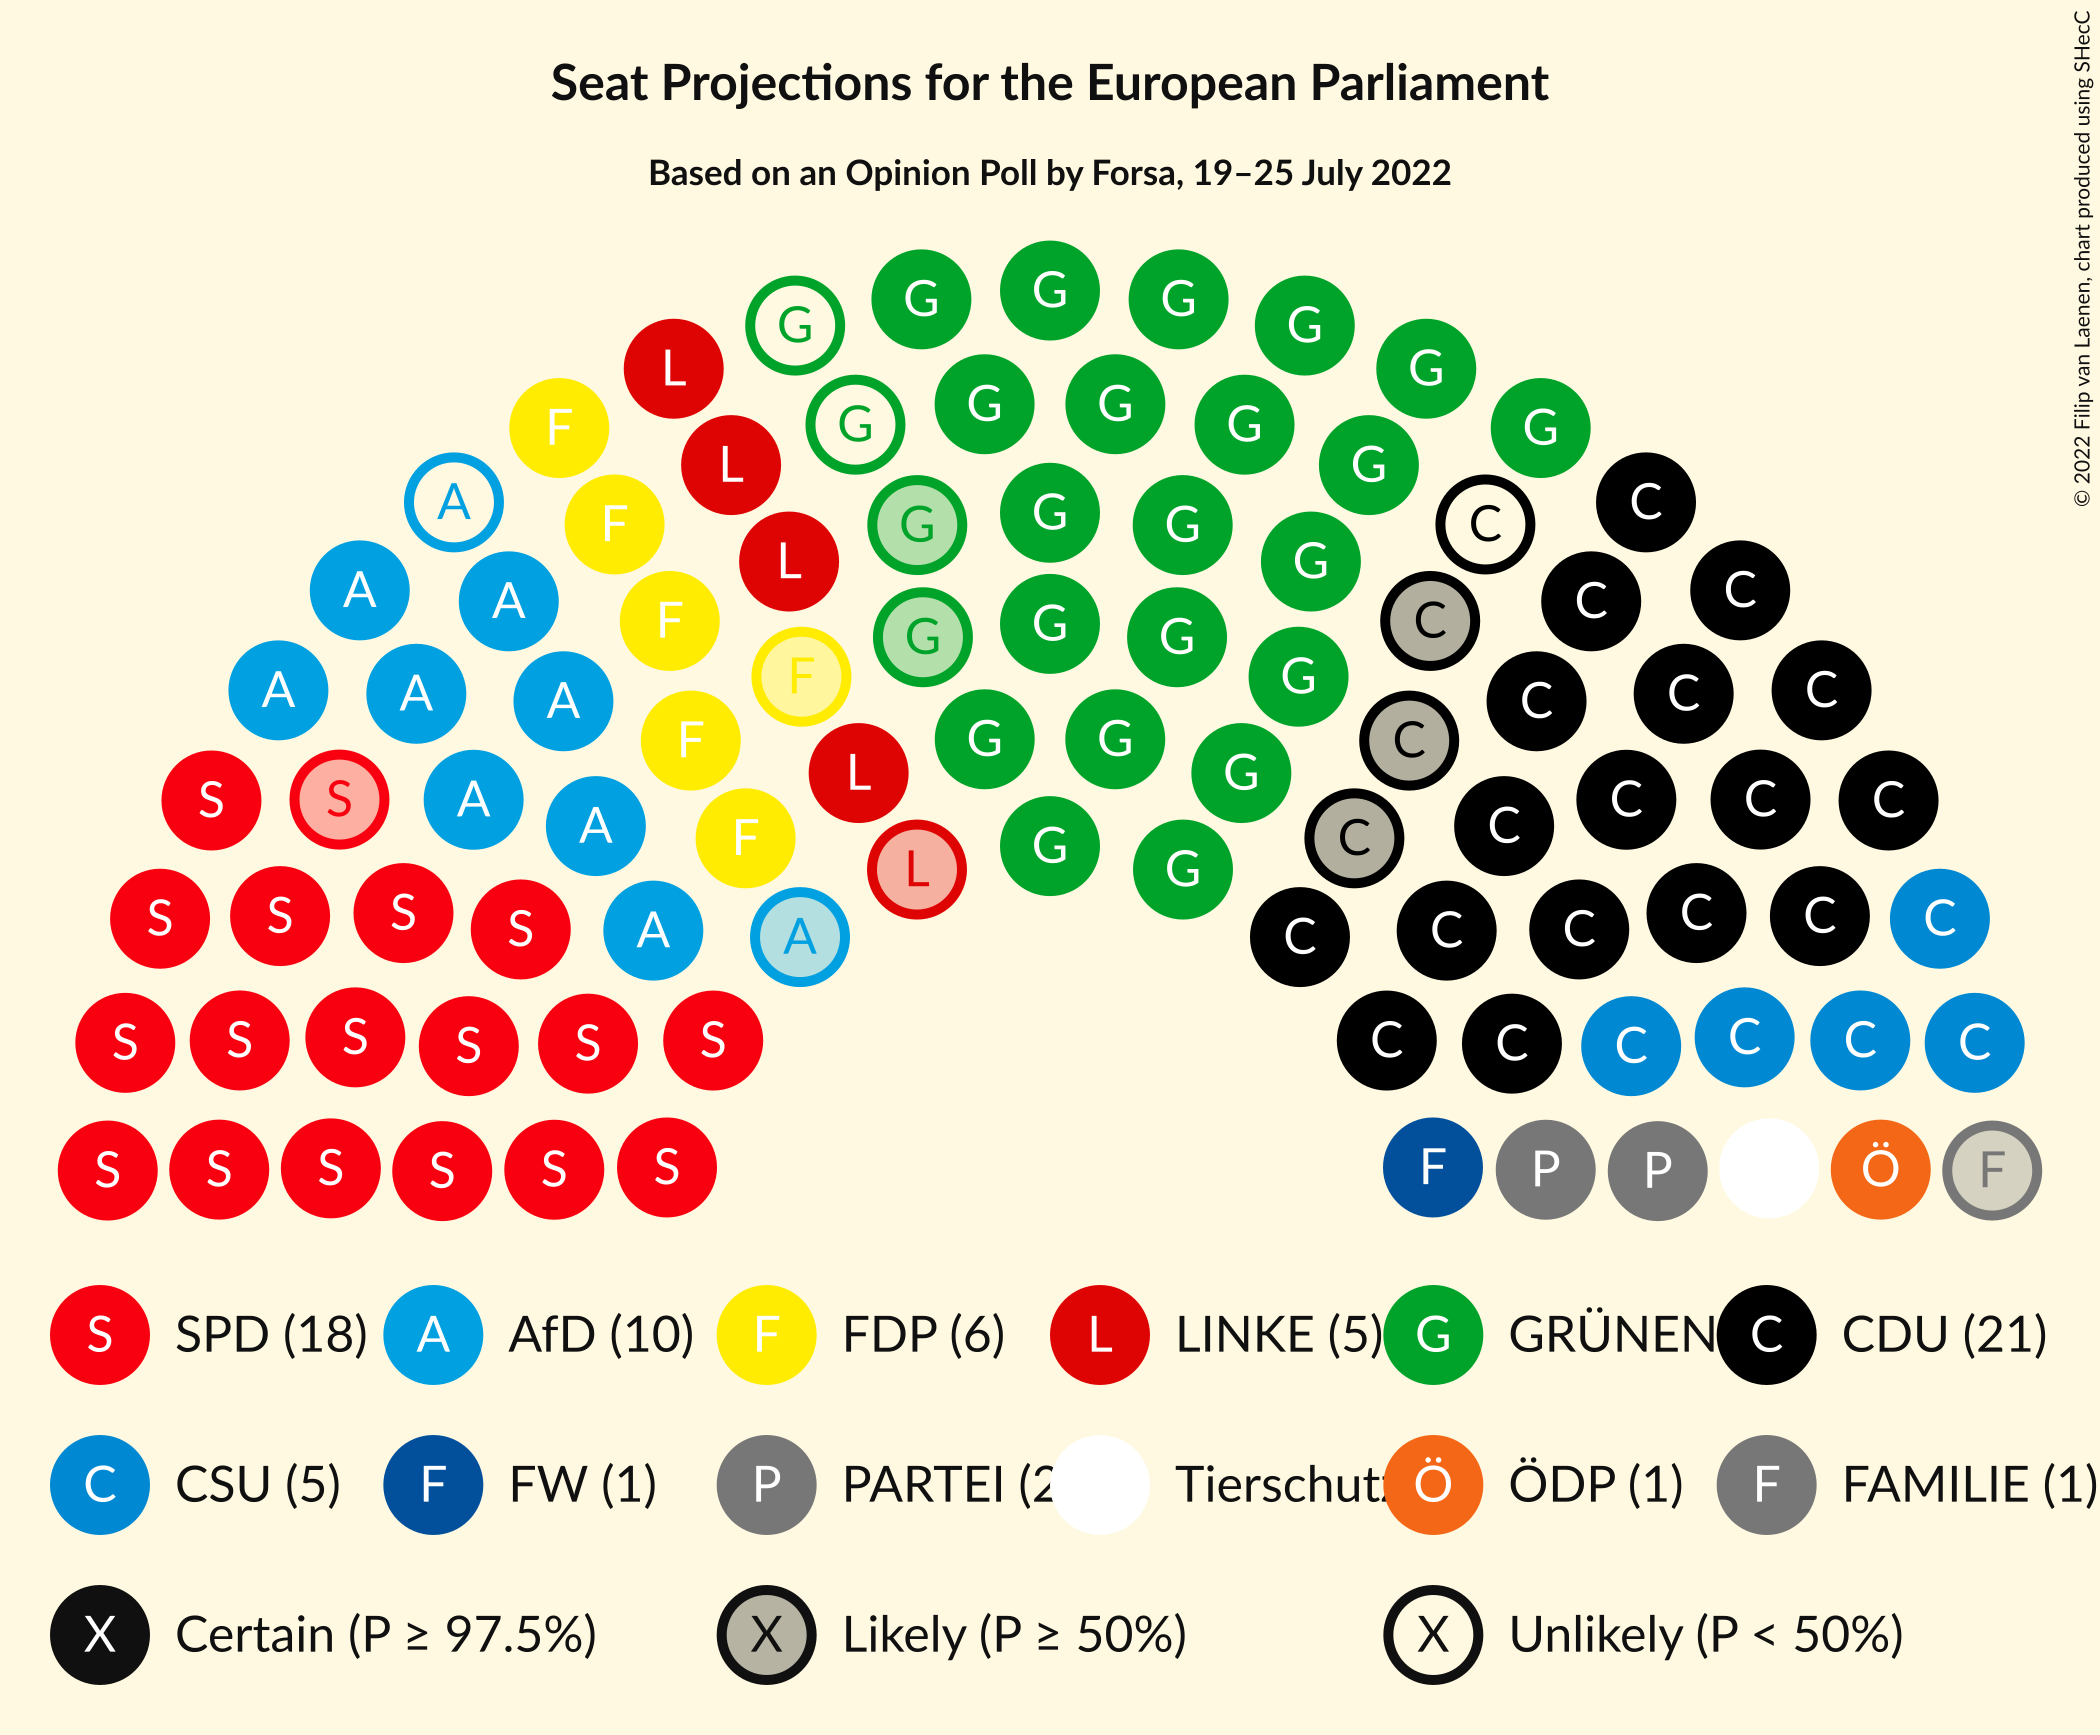 Seat Projections for the European Parliament
Based on an Opinion Poll by Forsa, 19–25 July 2022
© 2022 Filip van Laenen, chart produced using SHecC
G G G G G
L G G
F G G G G G
A L G C
F L G G G C C
A A F L G G G C C C
A A A F F G G G G C C C C
S S A A F L G G G C C C C C
S S S S A A F L G G C C C C C C C
S S S S S S C C C C C C
S S S S S S F P P Ö F
S SPD (18) A AfD (10) F FDP (6) L LINKE (5) G GRÜNEN C CDU (21)
C CSU (5) F FW (1) P PARTEI (2 Tierschutz Ö ÖDP (1) F FAMILIE (1)
X Certain (P ≥ 97.5%) X Likely (P ≥ 50%) X Unlikely (P < 50%)